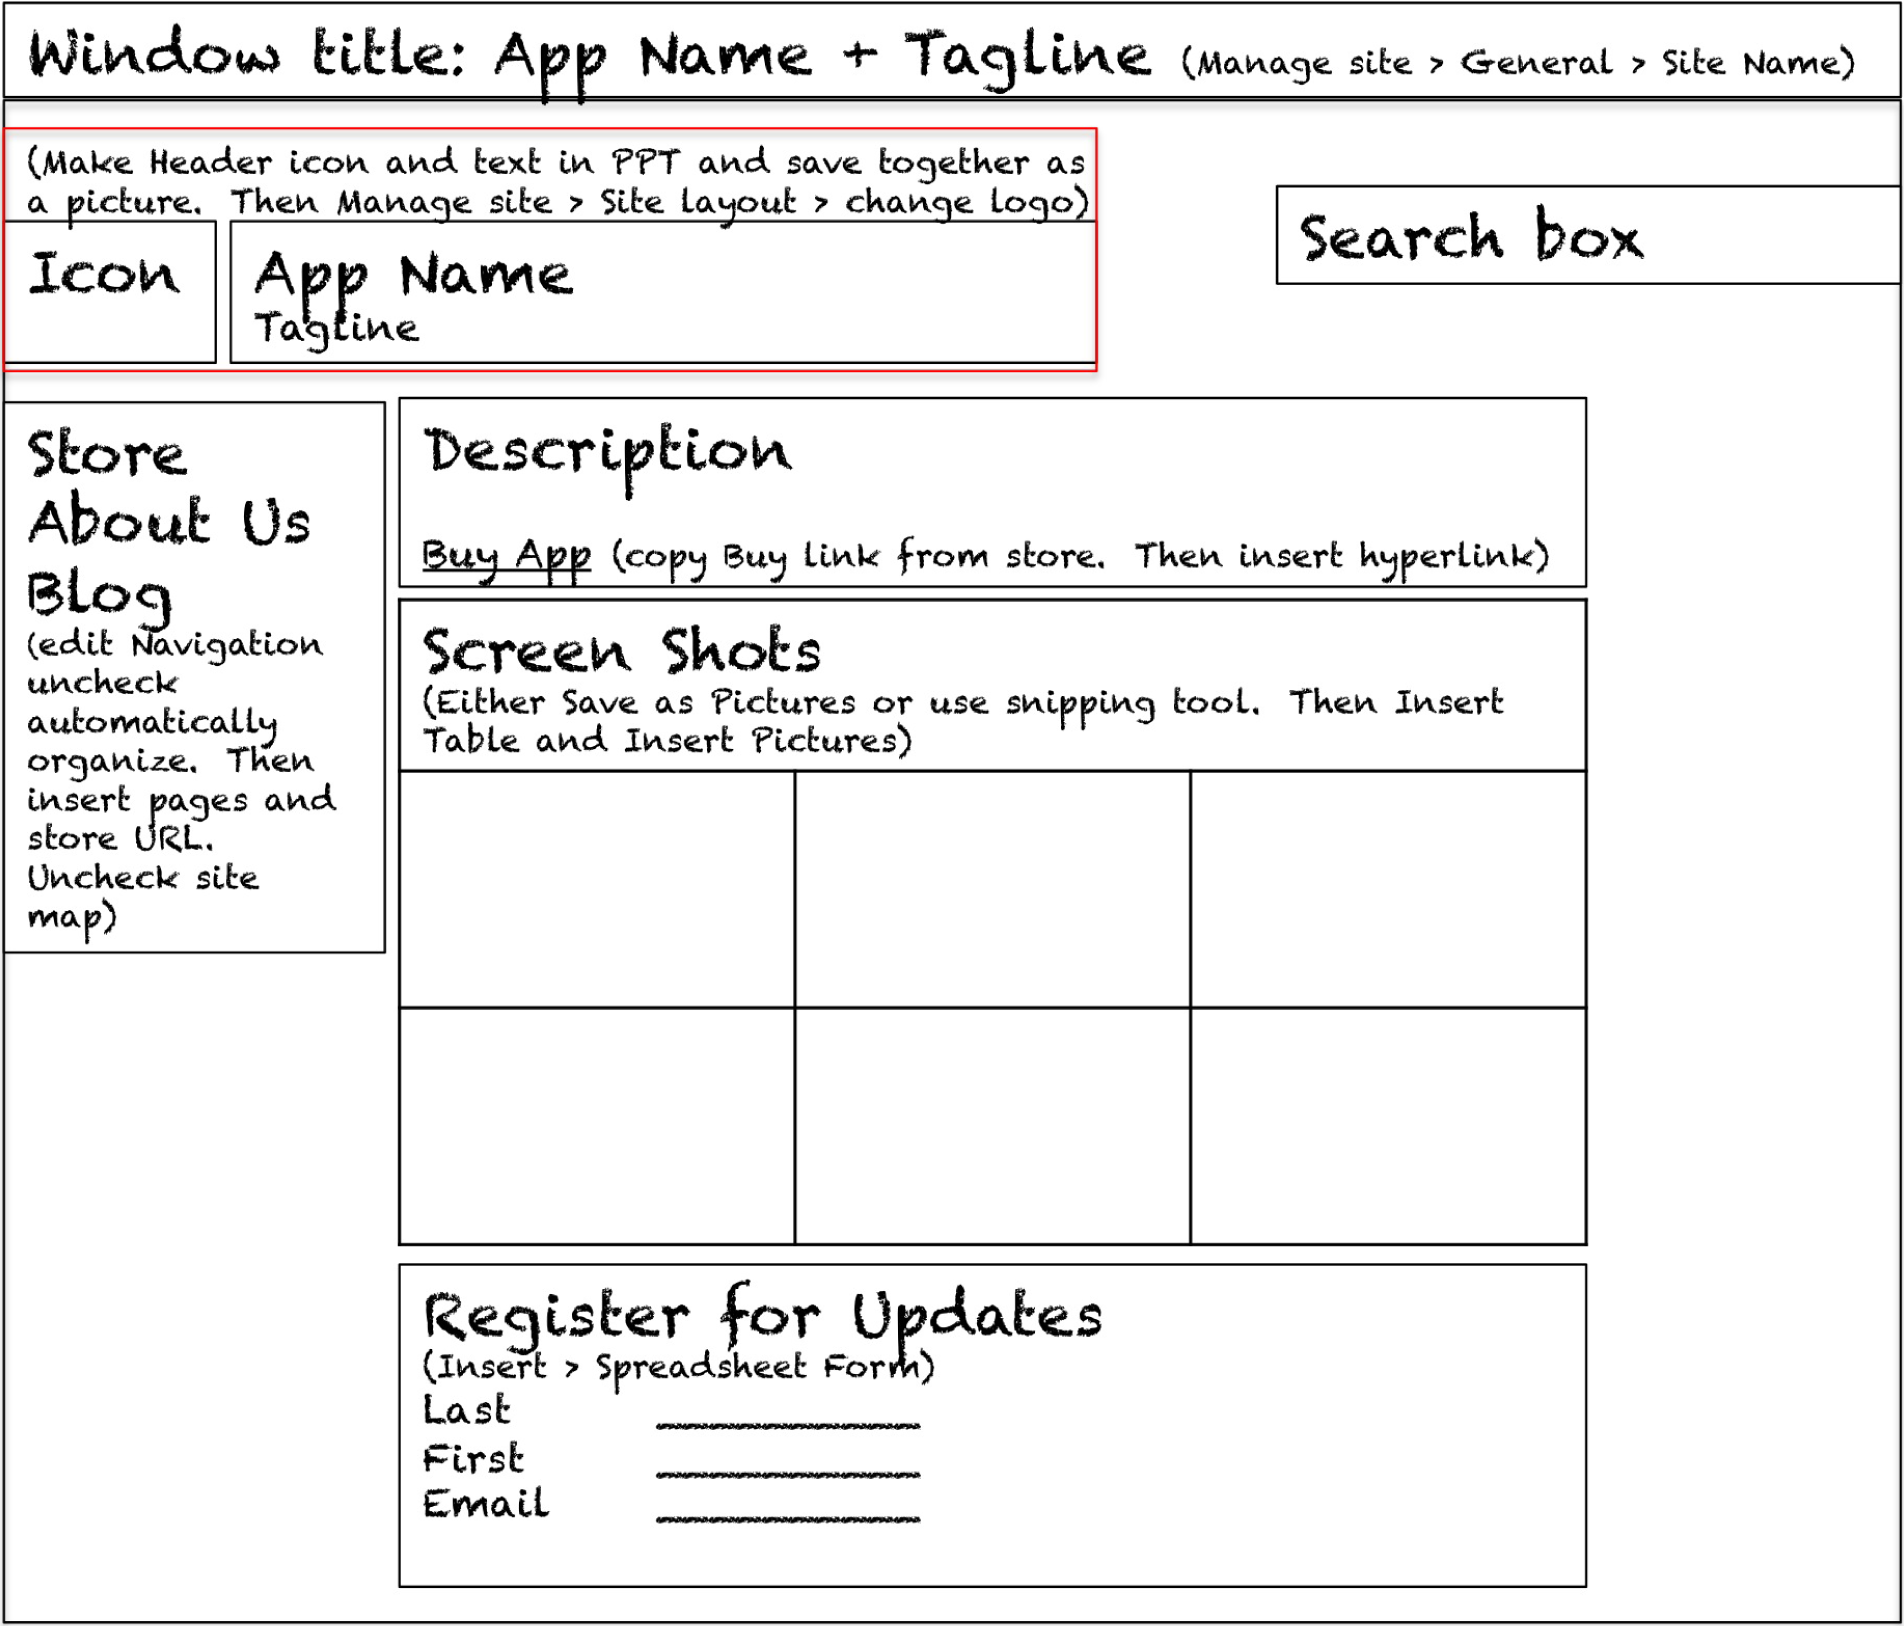 Window title: App Name + Tagline (Manage site > General > Site Name)
(Make Header icon and text in PPT and save together as
a picture.  Then Manage site > Site layout > change logo)
Icon
App Name
Tagline
Search box
Store
About Us
Blog
(edit Navigation
uncheck
automatically
organize.  Then
insert pages and
store URL.
Uncheck site
map)
Description
Buy App (copy Buy link from store.  Then insert hyperlink)
Screen Shots
(Either Save as Pictures or use snipping tool.  Then Insert
Table and Insert Pictures)
Register for Updates
(Insert > Spreadsheet Form)
Last
First
Email